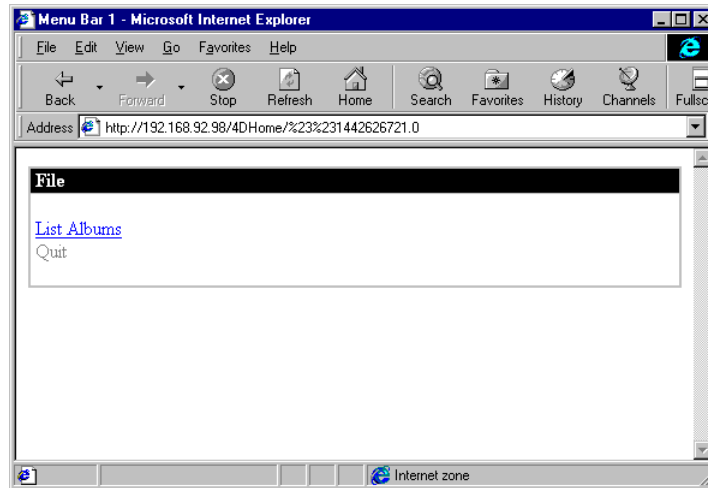 Menu Bar 1 - Microsoft Internet Explorer
File Edit View Go Favorites Help
Back Forward Stop Refresh Home Search Favorites History Channels Fullsc
Address http://192.168.92.98/4DHome/%23%231442626721.0
File
List Albums
Quit
Internet zone